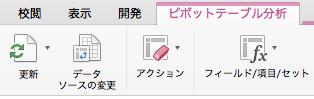 校閲 表示 開発 ピボットテーブル分析
更新 データ ソースの変更 アクション fx フィールド/項目/セット